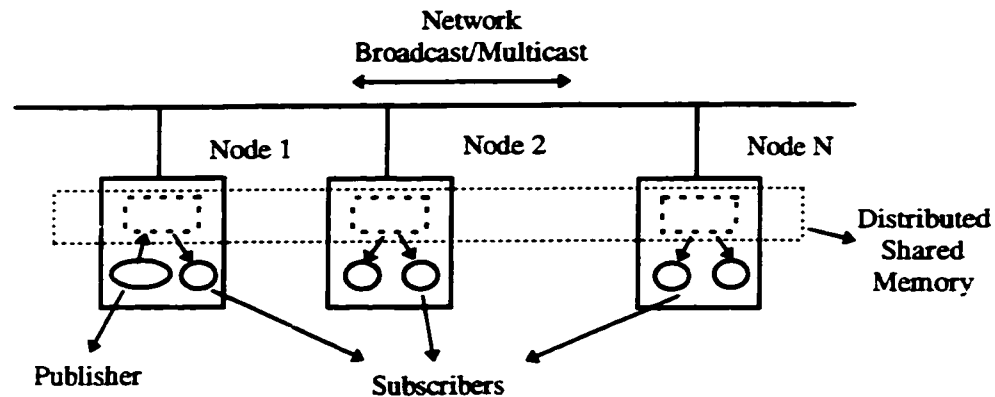 Network
Broadcast/Multicast
Node 1
Node 2
Node N
Distributed
Shared
Memory
Publisher
Subscribers